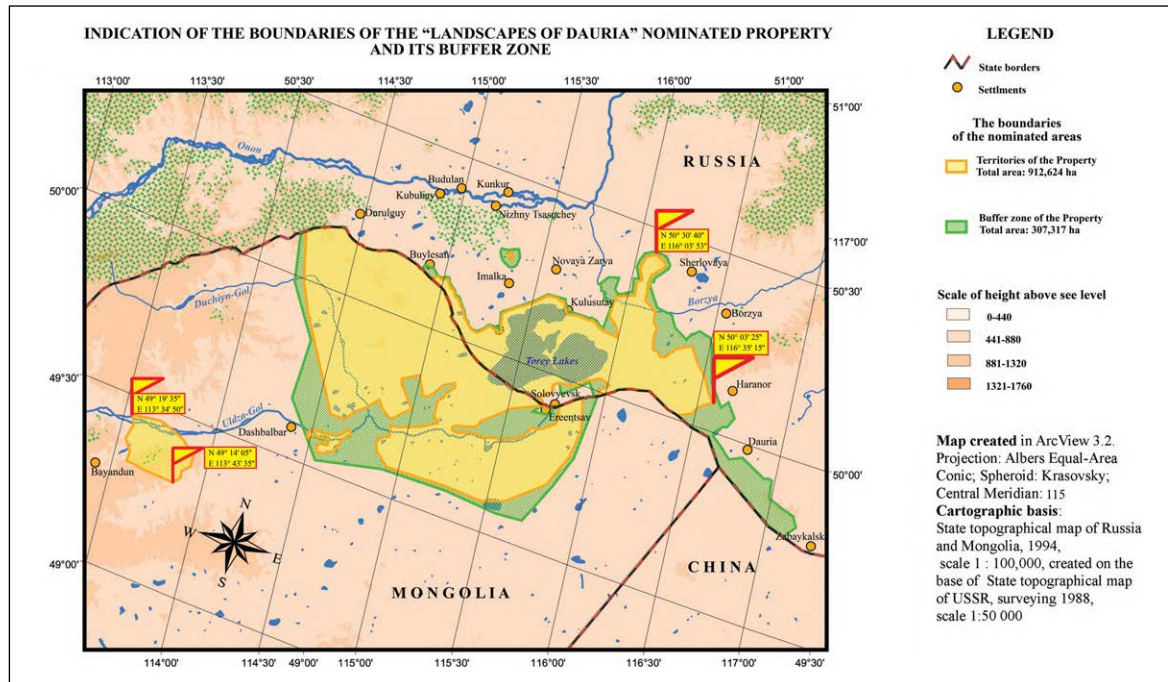 INDICATION OF THE BOUNDARIES OF THE “LANDSCAPES OF DAURIA” NOMINATED PROPERTY
AND ITS BUFFER ZONE
113°00'
113°30'
50°30'
114°30'
115°00'
115°30'
116°00'
51°00'
51°00'
50°00'
49°30'
49°00'
117°00'
50°30'
50°00'
114°00'
114°30'
49°00'
115°00'
115°30'
116°00'
116°30'
117°00'
49°30'
Onon
RUSSIA
Budulan
Kunkur
Kubuhay
Nizhny Tsasuchey
Durulguy
N 50° 30' 40"
E 116° 03' 53"
Buylesan
Novaya Zarya
Sherlovaya
Imalka
Duchiyn-Gol
Kulusutay
Borzya
Borzya
N 50° 03' 25"
E 116° 35' 15"
Torey Lakes
Haranor
N 49° 19' 35"
E 113° 34' 50"
Solovyevsk
Ereentsav
Uldza-Gol
Dashbalbar
Dauria
N 49° 14' 05"
E 113° 43' 35"
Bayandun
Zabaykalsk
N
W
E
S
CHINA
MONGOLIA
LEGEND
State borders
Settlments
The boundaries
of the nominated areas
Territories of the Property
Total area: 912,624 ha
Buffer zone of the Property
Total area: 307,317 ha
Scale of height above see level
0-440
441-880
881-1320
1321-1760
Map created in ArcView 3.2.
Projection: Albers Equal-Area
Conic; Spheroid: Krasovsky;
Central Meridian: 115
Cartographic basis:
State topographical map of Russia
and Mongolia, 1994,
scale 1 : 100,000, created on the
base of State topographical map
of USSR, surveying 1988,
scale 1:50 000